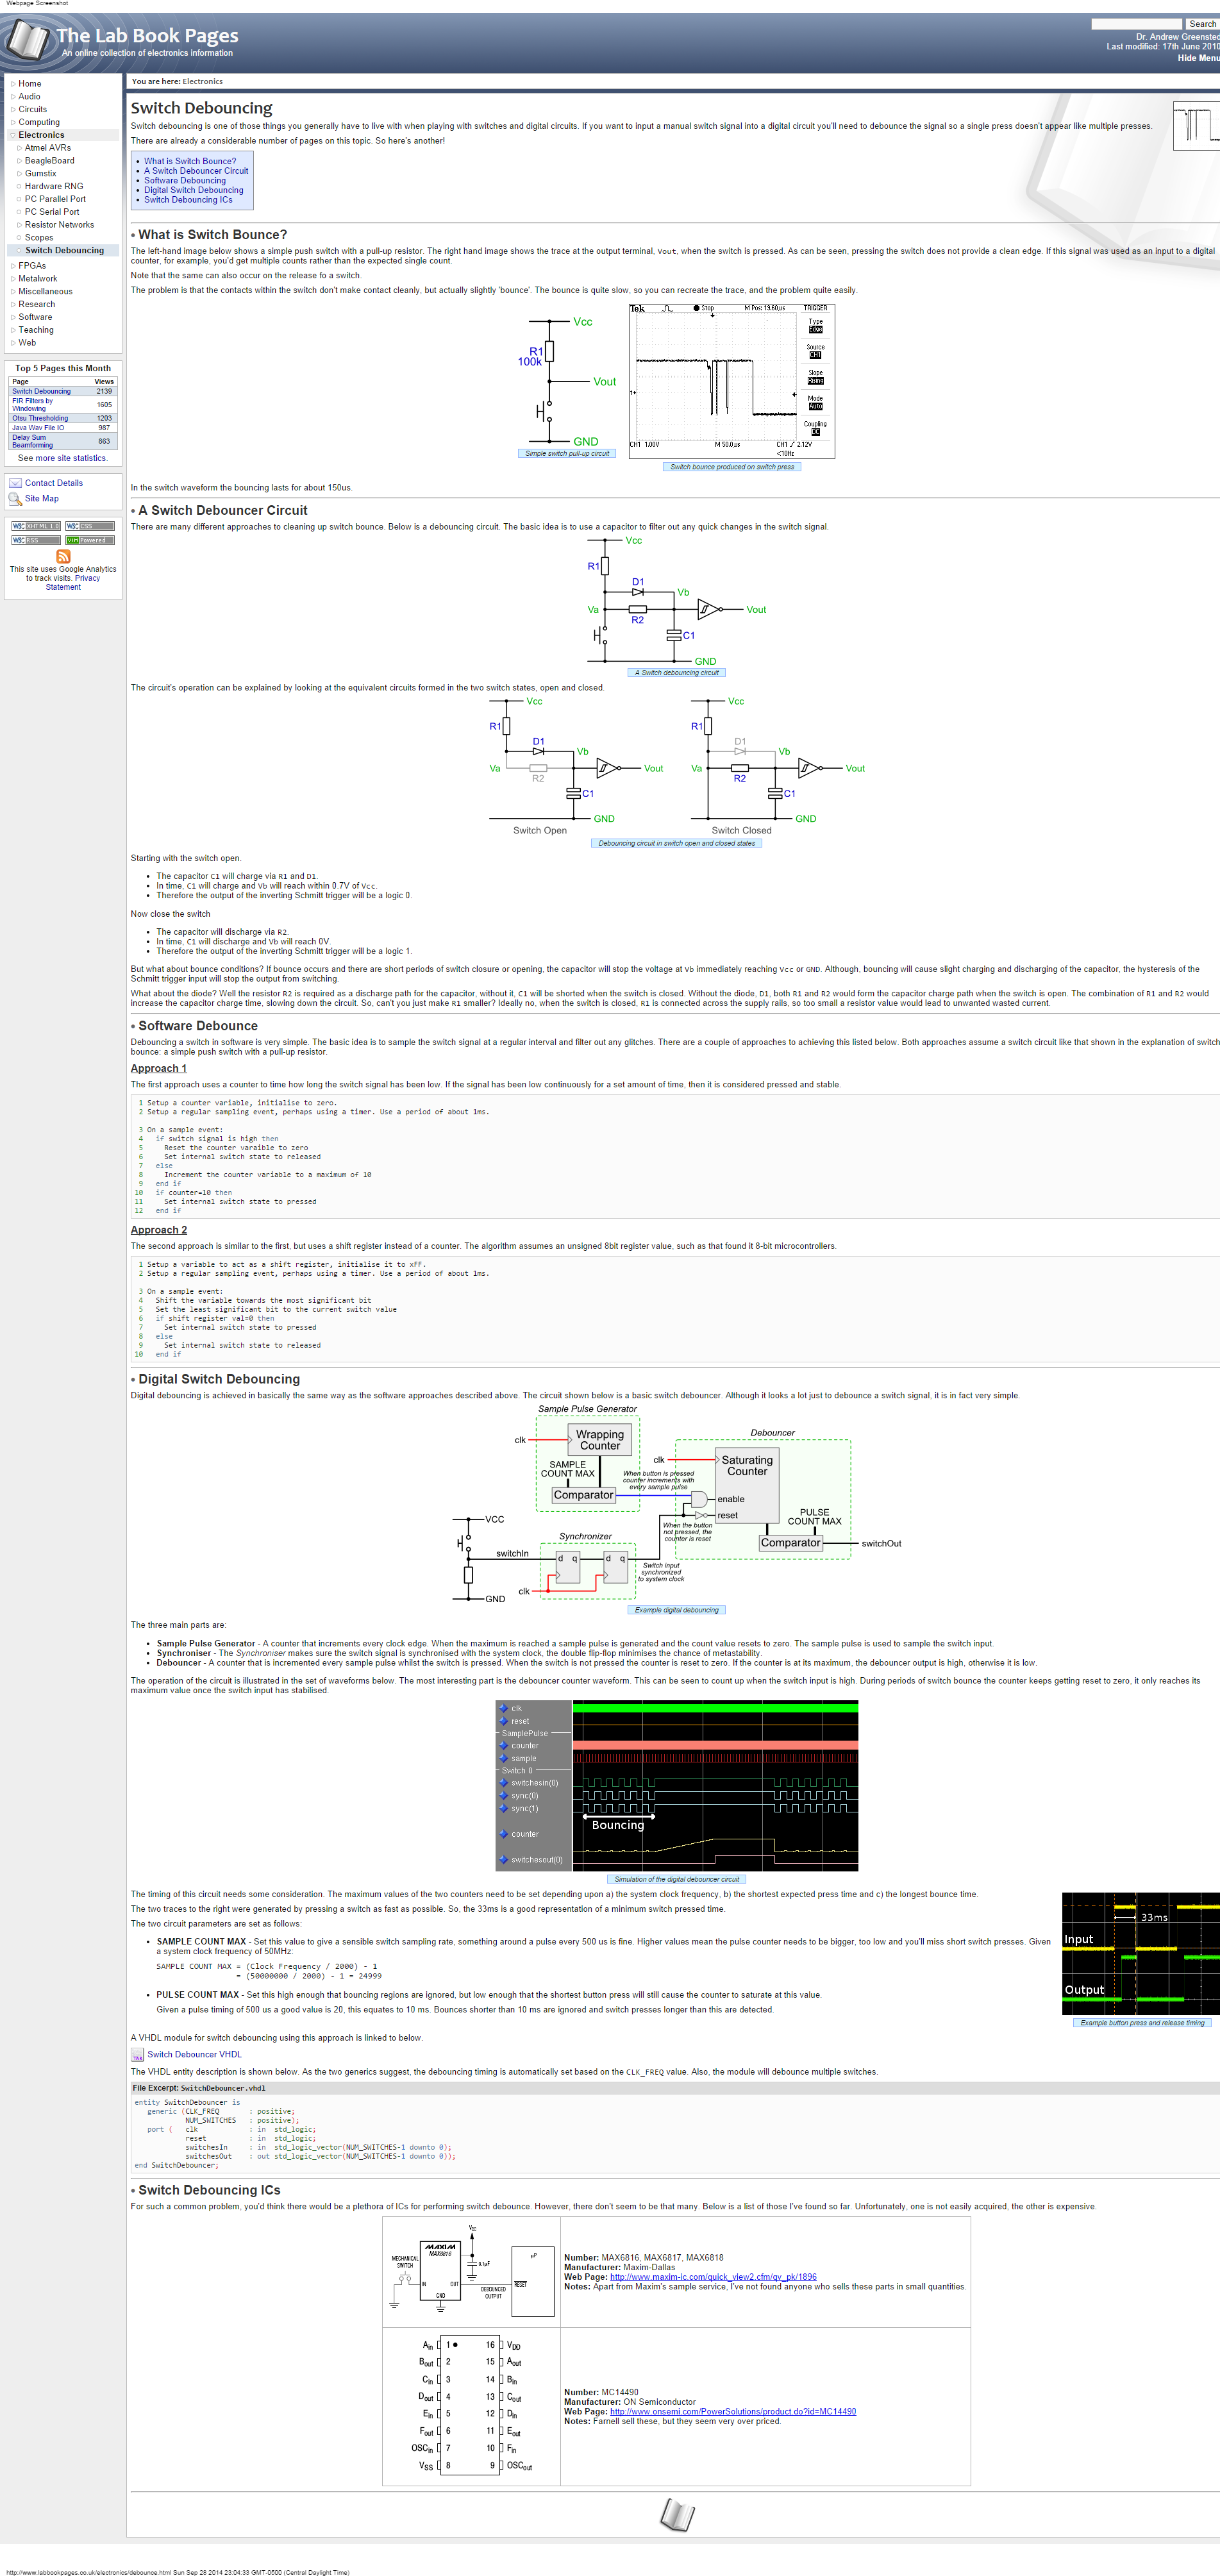 Webpage Screenshot
The Lab Book Pages
An online collection of electronics information
Search
Dr. Andrew Greensted
Last modified: 17th June 2010
Hide Menu
Home
Audio
Circuits
Computing
Electronics
Atmel AVRs
BeagleBoard
Gumstix
Hardware RNG
PC Parallel Port
PC Serial Port
Resistor Networks
Scopes
Switch Debouncing
FPGAs
Metalwork
Miscellaneous
Research
Software
Teaching
Web
Top 5 Pages this Month
Page Views
Switch Debouncing 2139
FIR Filters by
Windowing 1605
Otsu Thresholding 1203
Java Wav File IO 987
Delay Sum
Beamforming 863
See more site statistics.
Contact Details
Site Map
W3C XHTML 1.0 W3C CSS
W3C RSS VIM Powered
This site uses Google Analytics
to track visits. Privacy
Statement
You are here: Electronics
Switch Debouncing
Switch debouncing is one of those things you generally have to live with when playing with switches and digital circuits. If you want to input a manual switch signal into a digital circuit you'll need to debounce the signal so a single press doesn't appear like multiple presses.
There are already a considerable number of pages on this topic. So here's another!
• What is Switch Bounce?
• A Switch Debouncer Circuit
• Software Debouncing
• Digital Switch Debouncing
• Switch Debouncing ICs
• What is Switch Bounce?
The left-hand image below shows a simple push switch with a pull-up resistor. The right hand image shows the trace at the output terminal, Vout, when the switch is pressed. As can be seen, pressing the switch does not provide a clean edge. If this signal was used as an input to a digital
counter, for example, you'd get multiple counts rather than the expected single count.
Note that the same can also occur on the release fo a switch.
The problem is that the contacts within the switch don't make contact cleanly, but actually slightly 'bounce'. The bounce is quite slow, so you can recreate the trace, and the problem quite easily.
Vcc
R1
100k
Vout
GND
Simple switch pull-up circuit
Tek Stop M Pos: 19.60us TRIGGER
Type
Edge
Source
CH1
Slope
Rising
Mode
Auto
Coupling
DC
1+
CH1 1.00V M 50.0us CH1 / 2.12V
<10Hz
Switch bounce produced on switch press
In the switch waveform the bouncing lasts for about 150us.
• A Switch Debouncer Circuit
There are many different approaches to cleaning up switch bounce. Below is a debouncing circuit. The basic idea is to use a capacitor to filter out any quick changes in the switch signal.
Vcc
R1
D1
Vb
Va
R2
Vout
C1
GND
A Switch debouncing circuit
The circuit's operation can be explained by looking at the equivalent circuits formed in the two switch states, open and closed.
Vcc
R1
D1
Vb
Va
R2
Vout
C1
GND
Switch Open
Vcc
R1
D1
Vb
Va
R2
Vout
C1
GND
Switch Closed
Debouncing circuit in switch open and closed states
Starting with the switch open.
• The capacitor C1 will charge via R1 and D1.
• In time, C1 will charge and Vb will reach within 0.7V of Vcc.
• Therefore the output of the inverting Schmitt trigger will be a logic 0.
Now close the switch
• The capacitor will discharge via R2.
• In time, C1 will discharge and Vb will reach 0V.
• Therefore the output of the inverting Schmitt trigger will be a logic 1.
But what about bounce conditions? If bounce occurs and there are short periods of switch closure or opening, the capacitor will stop the voltage at Vb immediately reaching Vcc or GND. Although, bouncing will cause slight charging and discharging of the capacitor, the hysteresis of the
Schmitt trigger input will stop the output from switching.
What about the diode? Well the resistor R2 is required as a discharge path for the capacitor, without it, C1 will be shorted when the switch is closed. Without the diode, D1, both R1 and R2 would form the capacitor charge path when the switch is open. The combination of R1 and R2 would
increase the capacitor charge time, slowing down the circuit. So, can't you just make R1 smaller? Ideally no, when the switch is closed, R1 is connected across the supply rails, so too small a resistor value would lead to unwanted wasted current.
• Software Debounce
Debouncing a switch in software is very simple. The basic idea is to sample the switch signal at a regular interval and filter out any glitches. There are a couple of approaches to achieving this listed below. Both approaches assume a switch circuit like that shown in the explanation of switch
bounce: a simple push switch with a pull-up resistor.
Approach 1
The first approach uses a counter to time how long the switch signal has been low. If the signal has been low continuously for a set amount of time, then it is considered pressed and stable.
1 Setup a counter variable, initialise to zero.
2 Setup a regular sampling event, perhaps using a timer. Use a period of about 1ms.
3 On a sample event:
4 if switch signal is high then
5 Reset the counter varaible to zero
6 Set internal switch state to released
7 else
8 Increment the counter variable to a maximum of 10
9 end if
10 if counter=10 then
11 Set internal switch state to pressed
12 end if
Approach 2
The second approach is similar to the first, but uses a shift register instead of a counter. The algorithm assumes an unsigned 8bit register value, such as that found it 8-bit microcontrollers.
1 Setup a variable to act as a shift register, initialise it to xFF.
2 Setup a regular sampling event, perhaps using a timer. Use a period of about 1ms.
3 On a sample event:
4 Shift the variable towards the most significant bit
5 Set the least significant bit to the current switch value
6 if shift register val=0 then
7 Set internal switch state to pressed
8 else
9 Set internal switch state to released
10 end if
• Digital Switch Debouncing
Digital debouncing is achieved in basically the same way as the software approaches described above. The circuit shown below is a basic switch debouncer. Although it looks a lot just to debounce a switch signal, it is in fact very simple.
Sample Pulse Generator
clk
Wrapping
Counter
SAMPLE
COUNT MAX
Comparator
Debouncer
clk
Saturating
Counter
When button is pressed
counter increments with
every sample pulse
enable
reset
When the button
not pressed, the
counter is reset
PULSE
COUNT MAX
Comparator
switchOut
VCC
switchIn
GND
Synchronizer
d q d q
clk
Switch input
synchronized
to system clock
Example digital debouncing
The three main parts are:
• Sample Pulse Generator - A counter that increments every clock edge. When the maximum is reached a sample pulse is generated and the count value resets to zero. The sample pulse is used to sample the switch input.
• Synchroniser - The Synchroniser makes sure the switch signal is synchronised with the system clock, the double flip-flop minimises the chance of metastability.
• Debouncer - A counter that is incremented every sample pulse whilst the switch is pressed. When the switch is not pressed the counter is reset to zero. If the counter is at its maximum, the debouncer output is high, otherwise it is low.
The operation of the circuit is illustrated in the set of waveforms below. The most interesting part is the debouncer counter waveform. This can be seen to count up when the switch input is high. During periods of switch bounce the counter keeps getting reset to zero, it only reaches its
maximum value once the switch input has stabilised.
clk
reset
SamplePulse
counter
sample
Switch 0
switchesin(0)
sync(0)
sync(1)
Bouncing
counter
switchesout(0)
Simulation of the digital debouncer circuit
The timing of this circuit needs some consideration. The maximum values of the two counters need to be set depending upon a) the system clock frequency, b) the shortest expected press time and c) the longest bounce time.
The two traces to the right were generated by pressing a switch as fast as possible. So, the 33ms is a good representation of a minimum switch pressed time.
The two circuit parameters are set as follows:
• SAMPLE COUNT MAX - Set this value to give a sensible switch sampling rate, something around a pulse every 500 us is fine. Higher values mean the pulse counter needs to be bigger, too low and you'll miss short switch presses. Given
a system clock frequency of 50MHz:
SAMPLE COUNT MAX = (Clock Frequency / 2000) - 1
= (50000000 / 2000) - 1 = 24999
• PULSE COUNT MAX - Set this high enough that bouncing regions are ignored, but low enough that the shortest button press will still cause the counter to saturate at this value.
Given a pulse timing of 500 us a good value is 20, this equates to 10 ms. Bounces shorter than 10 ms are ignored and switch presses longer than this are detected.
33ms
Input
Output
Example button press and release timing
A VHDL module for switch debouncing using this approach is linked to below.
Switch Debouncer VHDL
The VHDL entity description is shown below. As the two generics suggest, the debouncing timing is automatically set based on the CLK_FREQ value. Also, the module will debounce multiple switches.
File Excerpt: SwitchDebouncer.vhdl
entity SwitchDebouncer is
generic (CLK_FREQ : positive;
NUM_SWITCHES : positive);
port ( clk : in std_logic;
reset : in std_logic;
switchesIn : in std_logic_vector(NUM_SWITCHES-1 downto 0);
switchesOut : out std_logic_vector(NUM_SWITCHES-1 downto 0));
end SwitchDebouncer;
• Switch Debouncing ICs
For such a common problem, you'd think there would be a plethora of ICs for performing switch debounce. However, there don't seem to be that many. Below is a list of those I've found so far. Unfortunately, one is not easily acquired, the other is expensive.
VCC
MAXIM
MAX6816
MECHANICAL
SWITCH
0.1µF
µP
IN OUT
RESET
DEBOUNCED
OUTPUT
GND
Number: MAX6816, MAX6817, MAX6818
Manufacturer: Maxim-Dallas
Web Page: http://www.maxim-ic.com/quick_view2.cfm/qv_pk/1896
Notes: Apart from Maxim's sample service, I've not found anyone who sells these parts in small quantities.
Ain 1 16 VDD
Bout 2 15 Aout
Cin 3 14 Bin
Dout 4 13 Cout
Ein 5 12 Din
Fout 6 11 Eout
OSCin 7 10 Fin
VSS 8 9 OSCout
Number: MC14490
Manufacturer: ON Semiconductor
Web Page: http://www.onsemi.com/PowerSolutions/product.do?id=MC14490
Notes: Farnell sell these, but they seem very over priced.
http://www.labbookpages.co.uk/electronics/debounce.html Sun Sep 28 2014 23:04:33 GMT-0500 (Central Daylight Time)